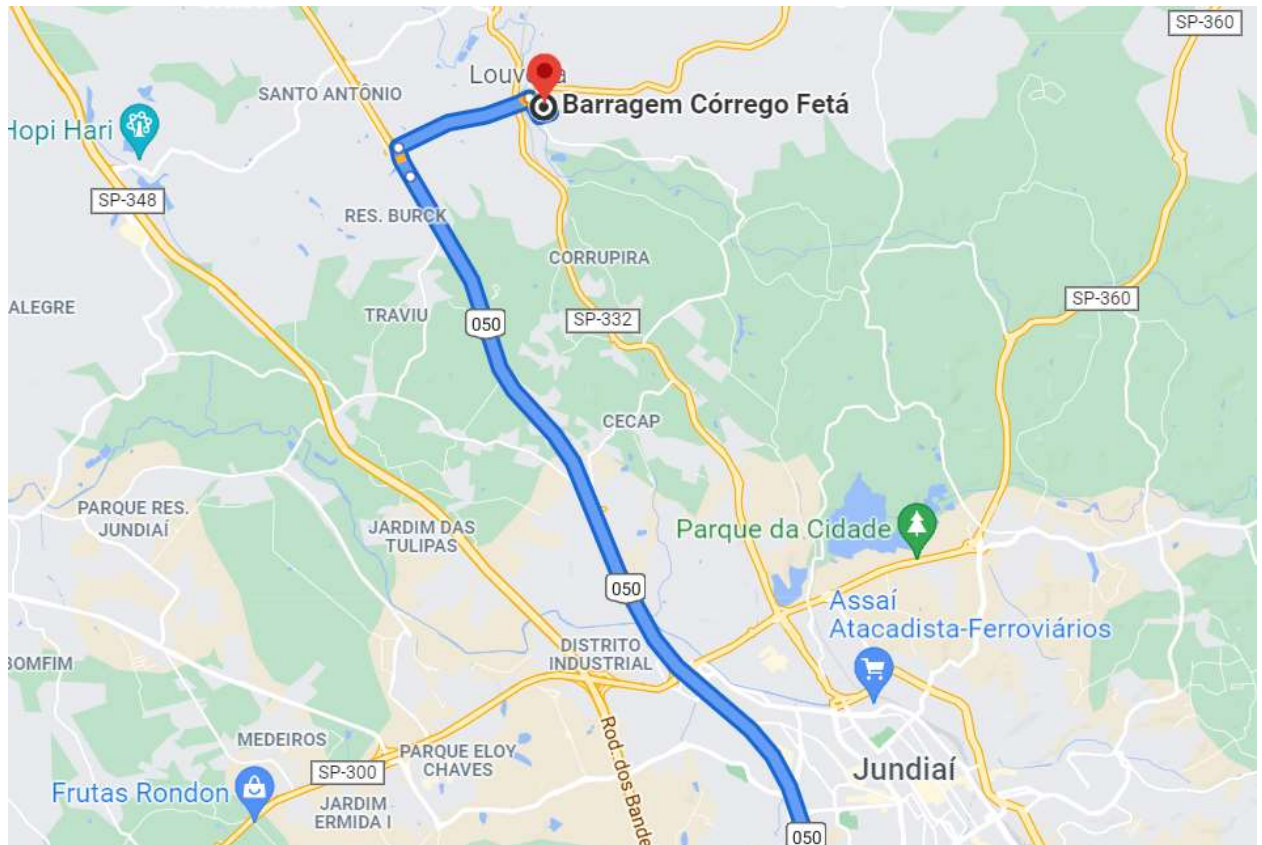 SP-360
Louveira
Barragem Córrego Fetá
SANTO ANTÔNIO
Hopi Hari
SP-348
RES. BURCK
CORRUPIRA
ALEGRE
TRAVIU
050
SP-332
SP-360
CECAP
PARQUE RES.
JUNDIAÍ
JARDIM DAS
TULIPAS
Parque da Cidade
050
Assaí
Atacadista-Ferroviários
BOMFIM
DISTRITO
INDUSTRIAL
MEDEIROS
PARQUE ELOY
CHAVES
SP-300
Rod. dos Bande
Jundiaí
Frutas Rondon
JARDIM
ERMIDA I
050